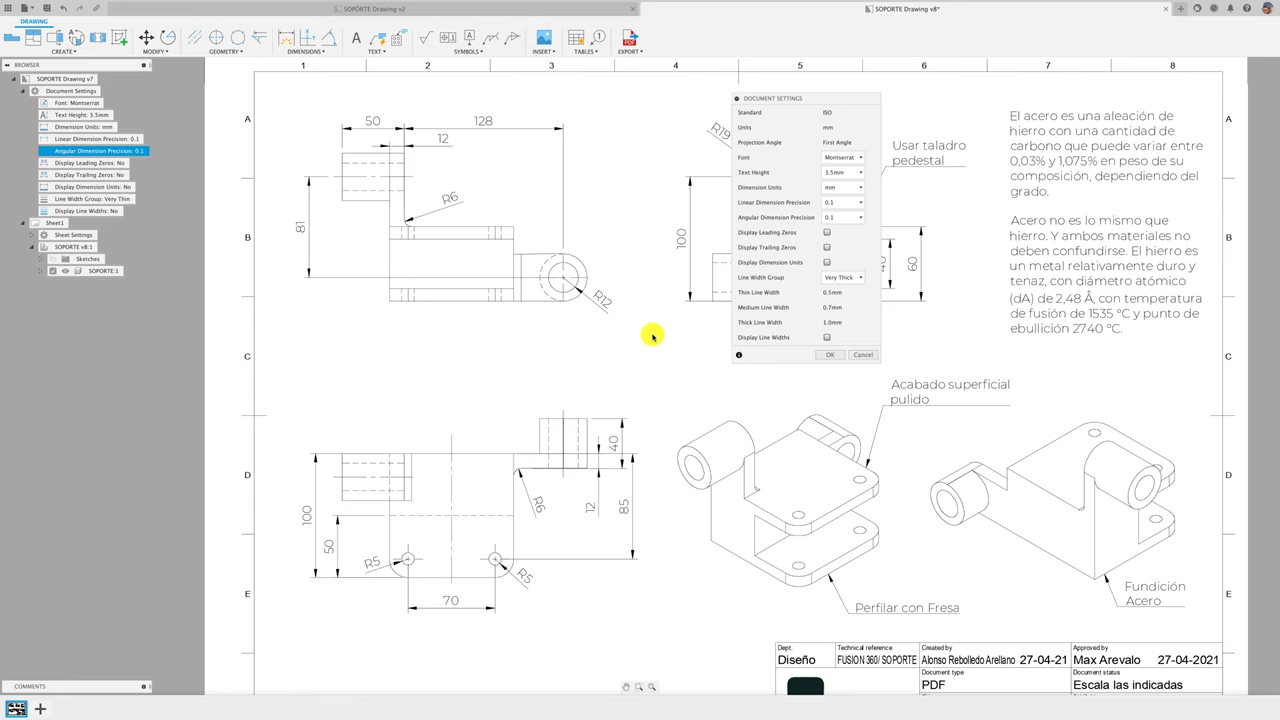 SOPORTE Drawing v2
SOPORTE Drawing v8*
DRAWING
CREATE
MODIFY
GEOMETRY
DIMENSIONS
TEXT
SYMBOLS
INSERT
TABLES
EXPORT
BROWSER
SOPORTE Drawing v7
Document Settings
Font: Montserrat
Text Height: 3.5mm
Dimension Units: mm
Linear Dimension Precision: 0.1
Angular Dimension Precision: 0.1
Display Leading Zeros: No
Display Trailing Zeros: No
Display Dimension Units: No
Line Width Group: Very Thin
Display Line Widths: No
Sheet1
Sheet Settings
SOPORTE v8:1
Sketches
SOPORTE:1
1 2 3 4 5 6 7 8
A
B
C
D
E
A
B
C
D
E
50
128
12
81
R6
R12
R19
100
40
60
DOCUMENT SETTINGS
Standard ISO
Units mm
Projection Angle First Angle
Font Montserrat
Text Height 3.5mm
Dimension Units mm
Linear Dimension Precision 0.1
Angular Dimension Precision 0.1
Display Leading Zeros
Display Trailing Zeros
Display Dimension Units
Line Width Group Very Thick
Thin Line Width 0.5mm
Medium Line Width 0.7mm
Thick Line Width 1.0mm
Display Line Widths
OK Cancel
Usar taladro
pedestal
El acero es una aleación de
hierro con una cantidad de
carbono que puede variar entre
0,03% y 1,075% en peso de su
composición, dependiendo del
grado.
Acero no es lo mismo que
hierro. Y ambos materiales no
deben confundirse. El hierro es
un metal relativamente duro y
tenaz, con diámetro atómico
(dA) de 2,48 Å, con temperatura
de fusión de 1535 °C y punto de
ebullición 2740 °C.
100
50
R5
70
R5
R6
12
40
85
Acabado superficial
pulido
Perfilar con Fresa
Fundición
Acero
Dept.
Diseño
Technical reference
FUSION 360/ SOPORTE
Created by
Alonso Rebolledo Arellano 27-04-21
Approved by
Max Arevalo 27-04-2021
Document type
PDF
Document status
Escala las indicadas
COMMENTS